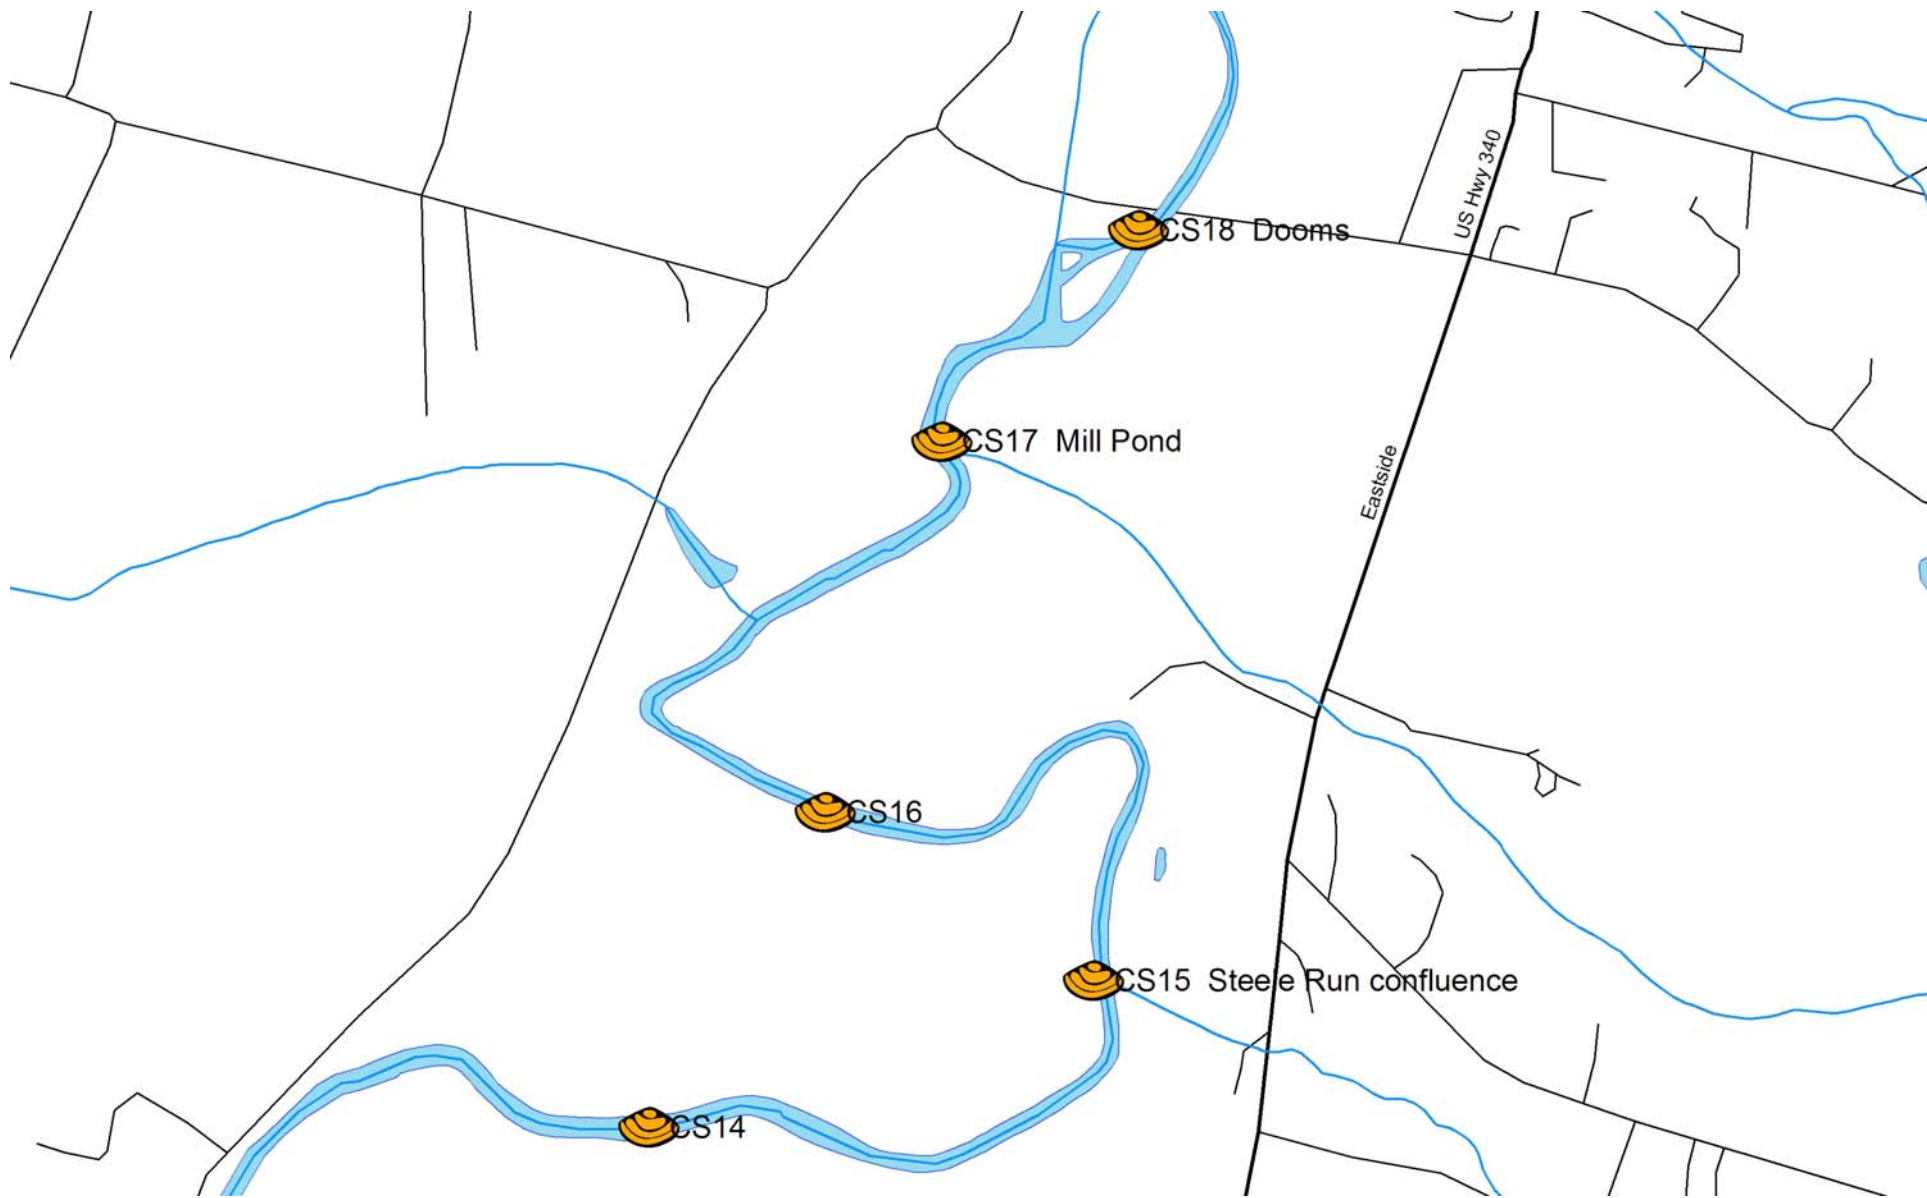 US Hwy 340
CS18 Dooms
CS17 Mill Pond
Eastside
CS16
CS15 Steele Run confluence
CS14